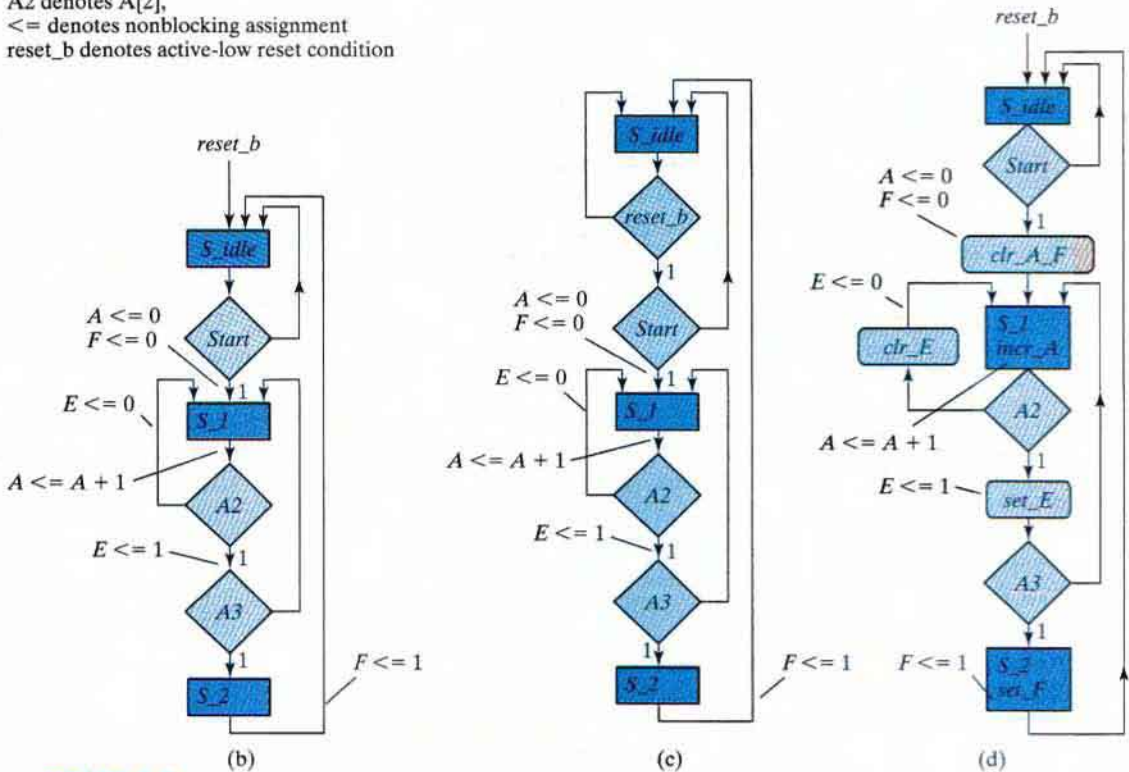 A2 denotes A[2],
<= denotes nonblocking assignment
reset_b denotes active-low reset condition
reset_b
S_idle
Start
A <= 0
F <= 0
1
E <= 0
S_1
A <= A + 1
A2
E <= 1
1
A3
1
S_2
F <= 1
(b)
S_idle
reset_b
1
A <= 0
F <= 0
Start
1
E <= 0
S_1
A <= A + 1
A2
E <= 1
1
A3
1
S_2
F <= 1
(c)
reset_b
S_idle
Start
A <= 0
F <= 0
1
clr_A_F
E <= 0
S_1
incr_A
clr_E
A2
A <= A + 1
1
E <= 1
set_E
A3
1
F <= 1
S_2
set_F
(d)